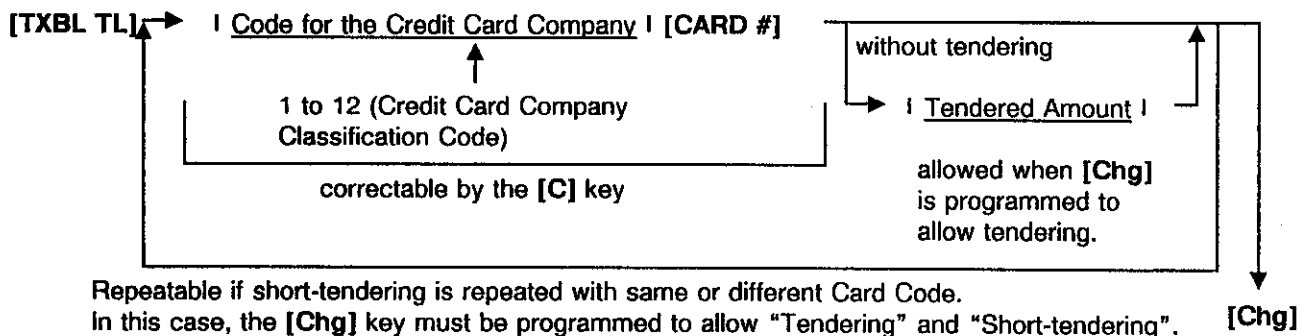 [TXBL TL] | Code for the Credit Card Company | [CARD #]
without tendering
1 to 12 (Credit Card Company
Classification Code)
| Tendered Amount |
correctable by the [C] key
allowed when [Chg]
is programmed to
allow tendering.
Repeatable if short-tendering is repeated with same or different Card Code.
In this case, the [Chg] key must be programmed to allow “Tendering” and “Short-tendering”. [Chg]